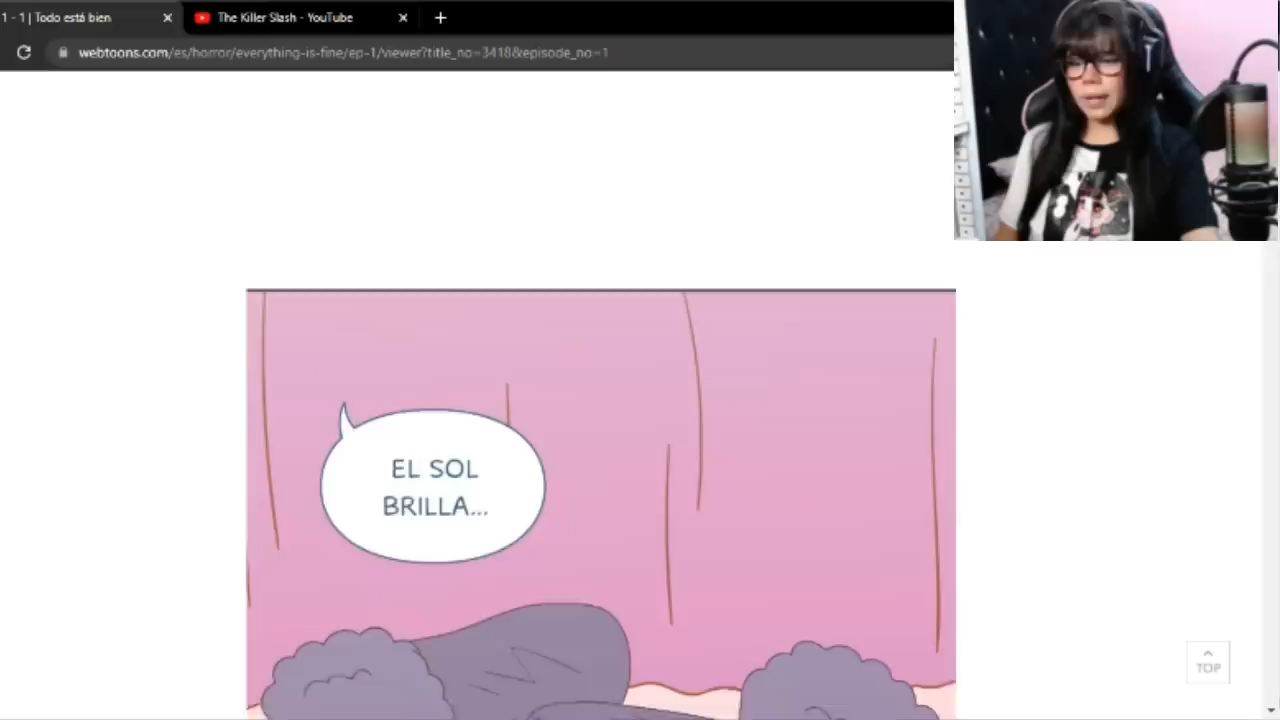 1 - 1 | Todo está bien
The Killer Slash - YouTube
webtoons.com/es/horror/everything-is-fine/ep-1/viewer?title_no=3418&episode_no=1
EL SOL
BRILLA...
TOP